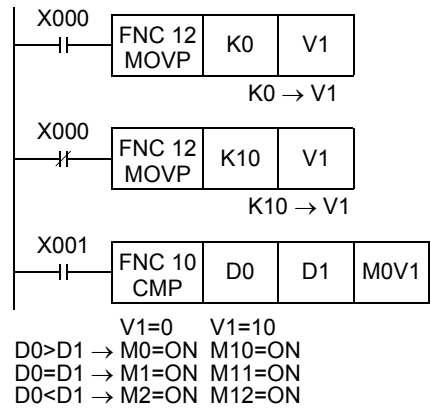 X000
FNC 12 MOVP K0 V1
K0 → V1
X000
FNC 12 MOVP K10 V1
K10 → V1
X001
FNC 10 CMP D0 D1 M0V1
V1=0 V1=10
D0>D1 → M0=ON M10=ON
D0=D1 → M1=ON M11=ON
D0<D1 → M2=ON M12=ON